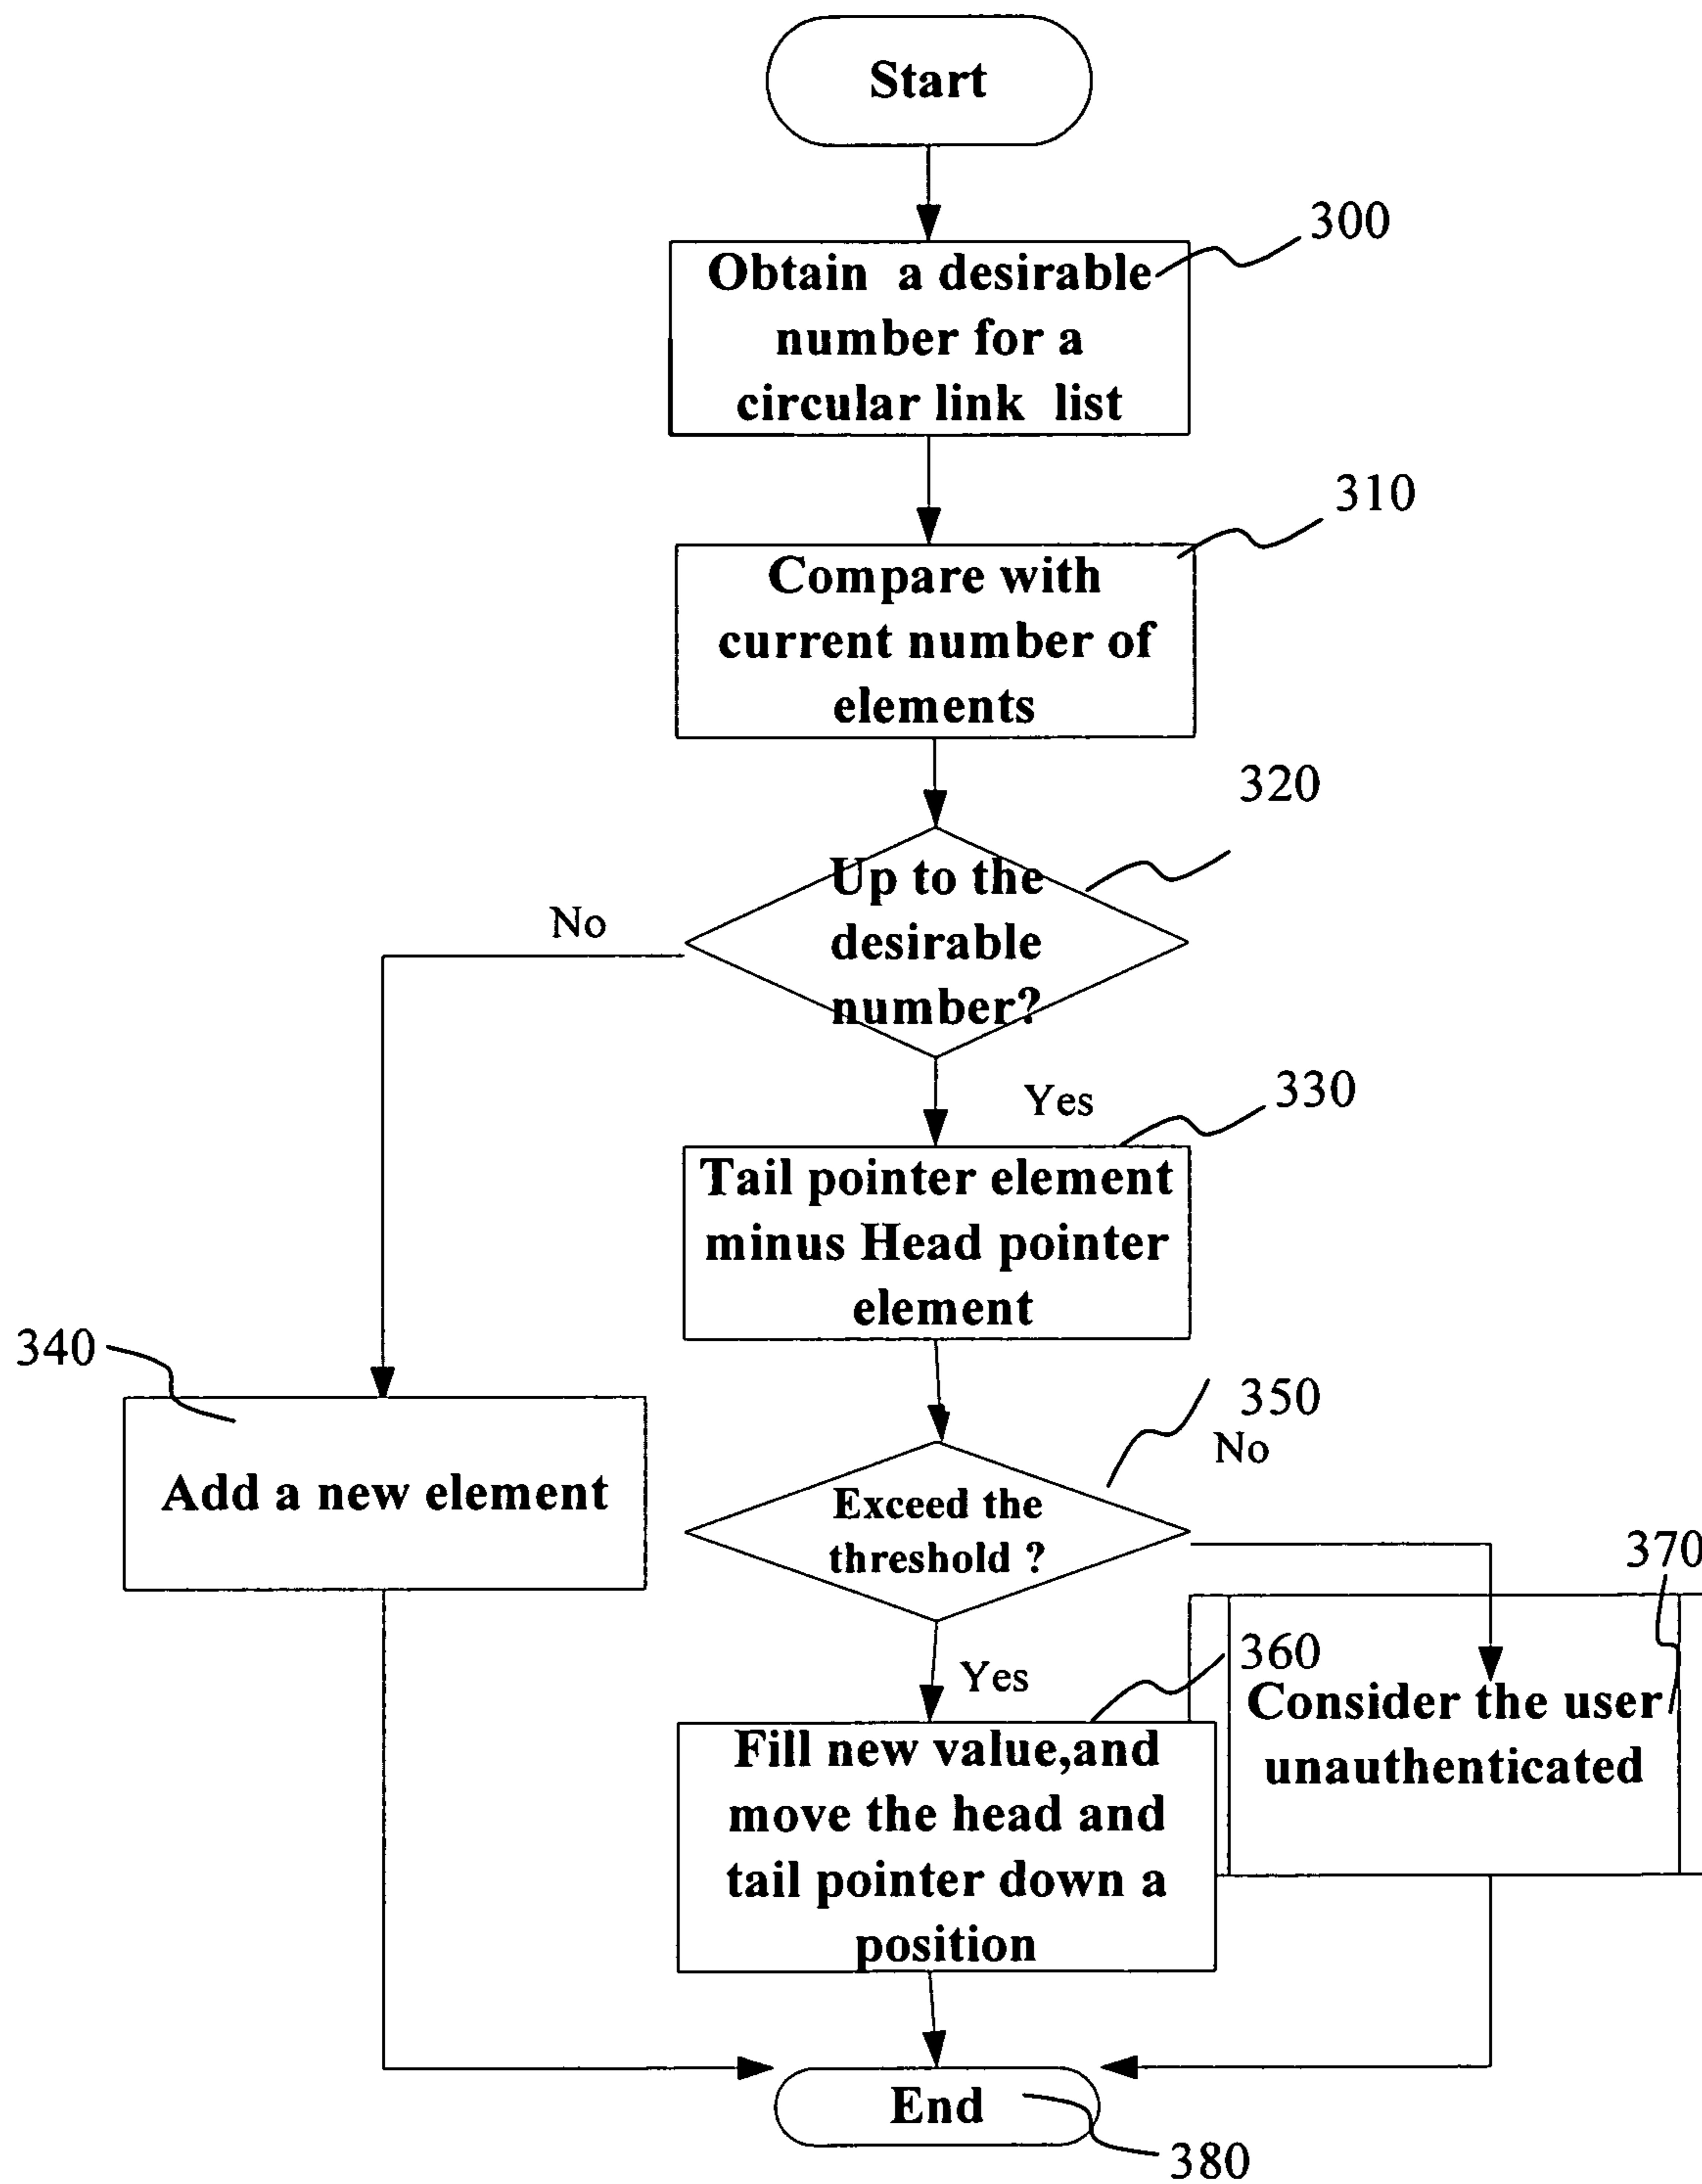 Start
300
Obtain a desirable
number for a
circular link list
310
Compare with
current number of
elements
320
Up to the
desirable
number?
No
Yes
330
Tail pointer element
minus Head pointer
element
340
Add a new element
350
No
Exceed the
threshold ?
370
Yes
360
Consider the user
unauthenticated
Fill new value,and
move the head and
tail pointer down a
position
End
380